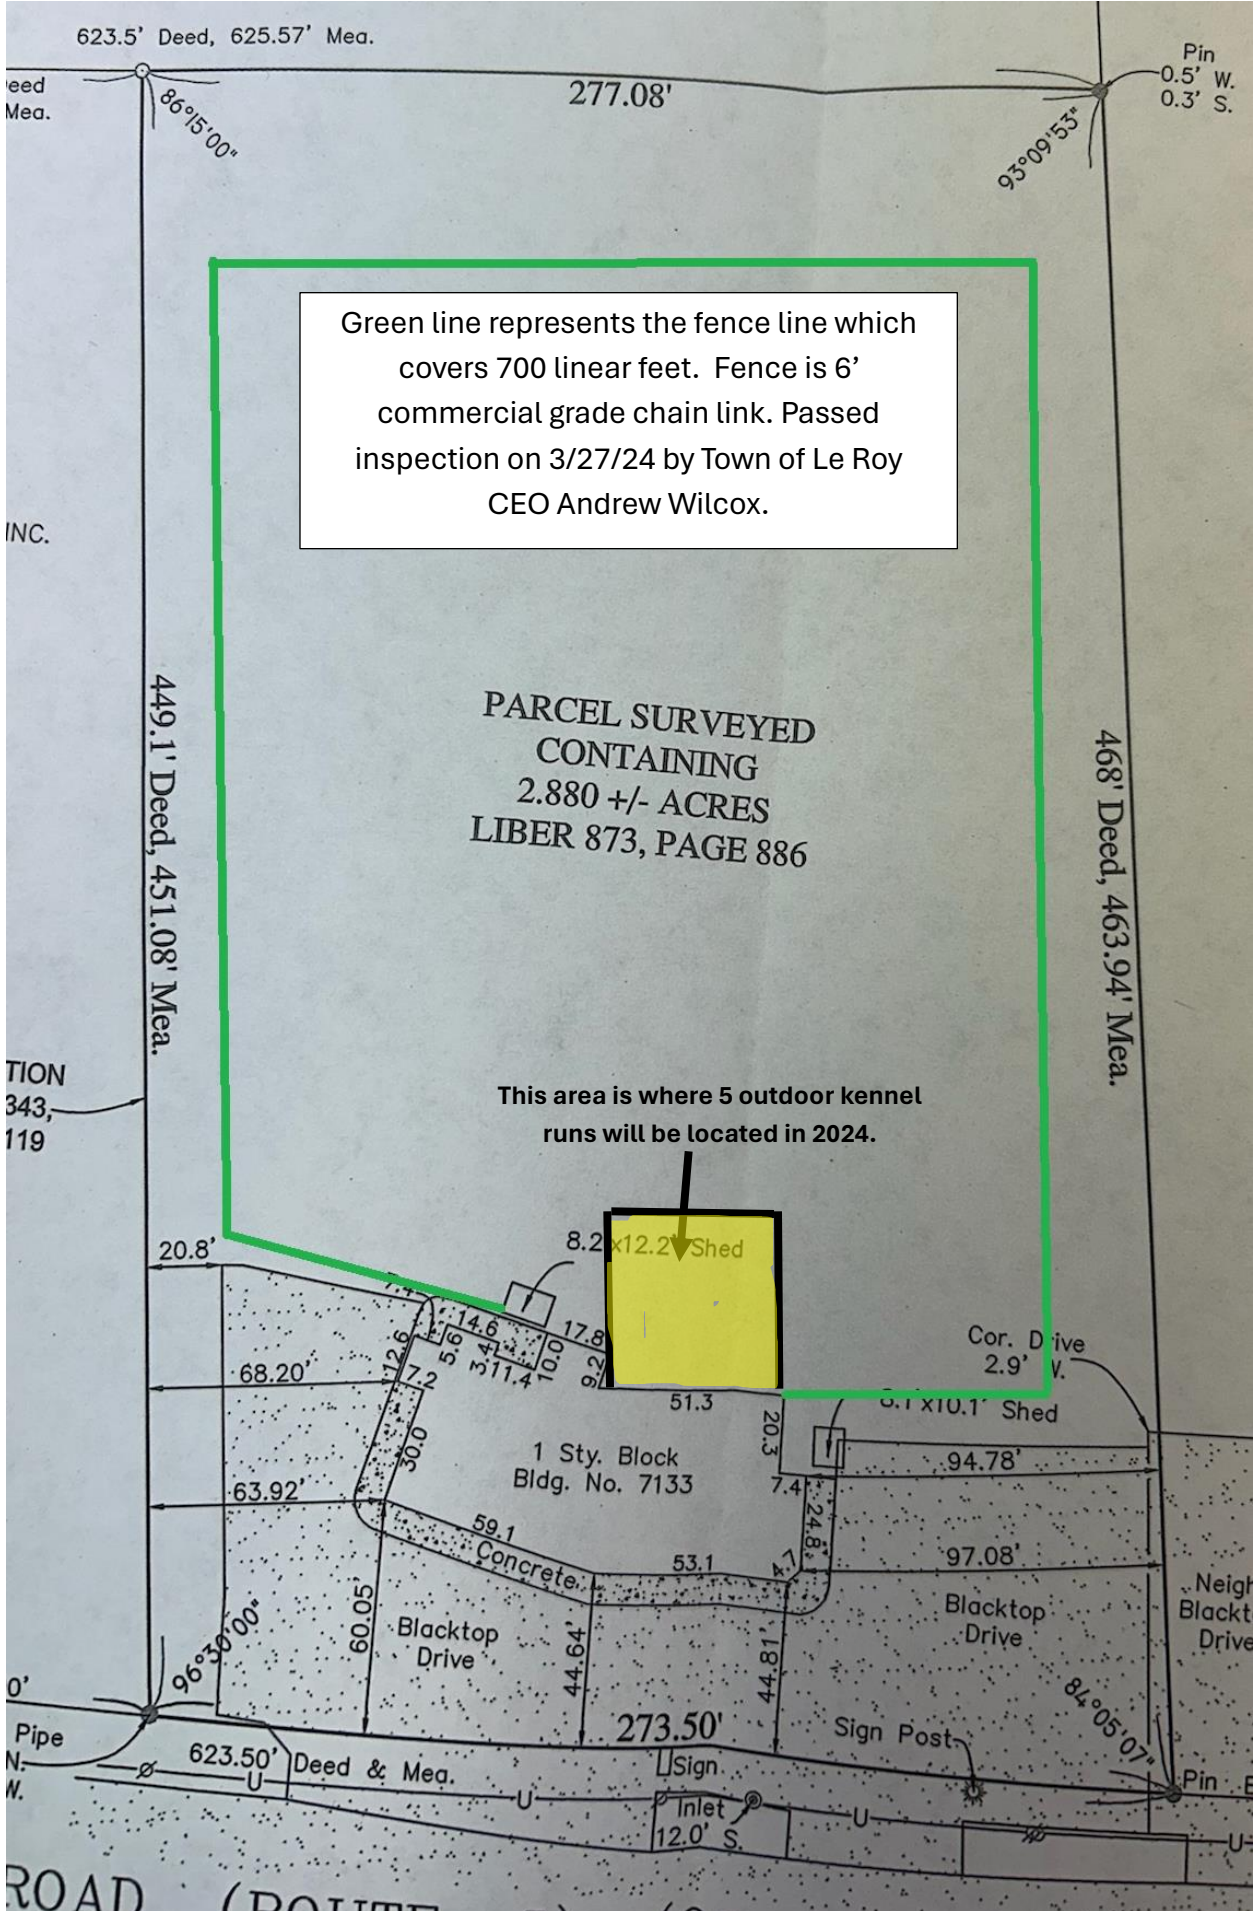 623.5' Deed, 625.57' Mea.
Pin
0.5' W.
0.3' S.
eed
Mea.
277.08'
86°15'00"
93°09'53"
Green line represents the fence line which
covers 700 linear feet.  Fence is 6’
commercial grade chain link. Passed
inspection on 3/27/24 by Town of Le Roy
CEO Andrew Wilcox.
INC.
449.1' Deed, 451.08' Mea.
PARCEL SURVEYED
CONTAINING
2.880 +/- ACRES
LIBER 873, PAGE 886
468' Deed, 463.94' Mea.
TION
343,
119
This area is where 5 outdoor kennel
runs will be located in 2024.
20.8'
8.2 x12.2' Shed
7.4
14.6
17.8
12.6
5.6
3.4
11.4
10.0
9.2
Cor. Drive
2.9' W.
68.20'
7.2
51.3
8.1'x10.1' Shed
30.0
20.3
1 Sty. Block
Bldg. No. 7133
94.78'
7.4
63.92'
24.8
59.1
Concrete
53.1
4.7
97.08'
60.05'
Blacktop
Drive
44.64'
44.81'
Blacktop
Drive
Neigh
Blackt
Drive
96°30'00"
84°05'07"
0'
Pipe
N.
W.
273.50'
Sign Post
623.50' Deed & Mea.
Sign
Pin
U
U
U
U
Inlet
12.0' S.
ROAD (ROUTE